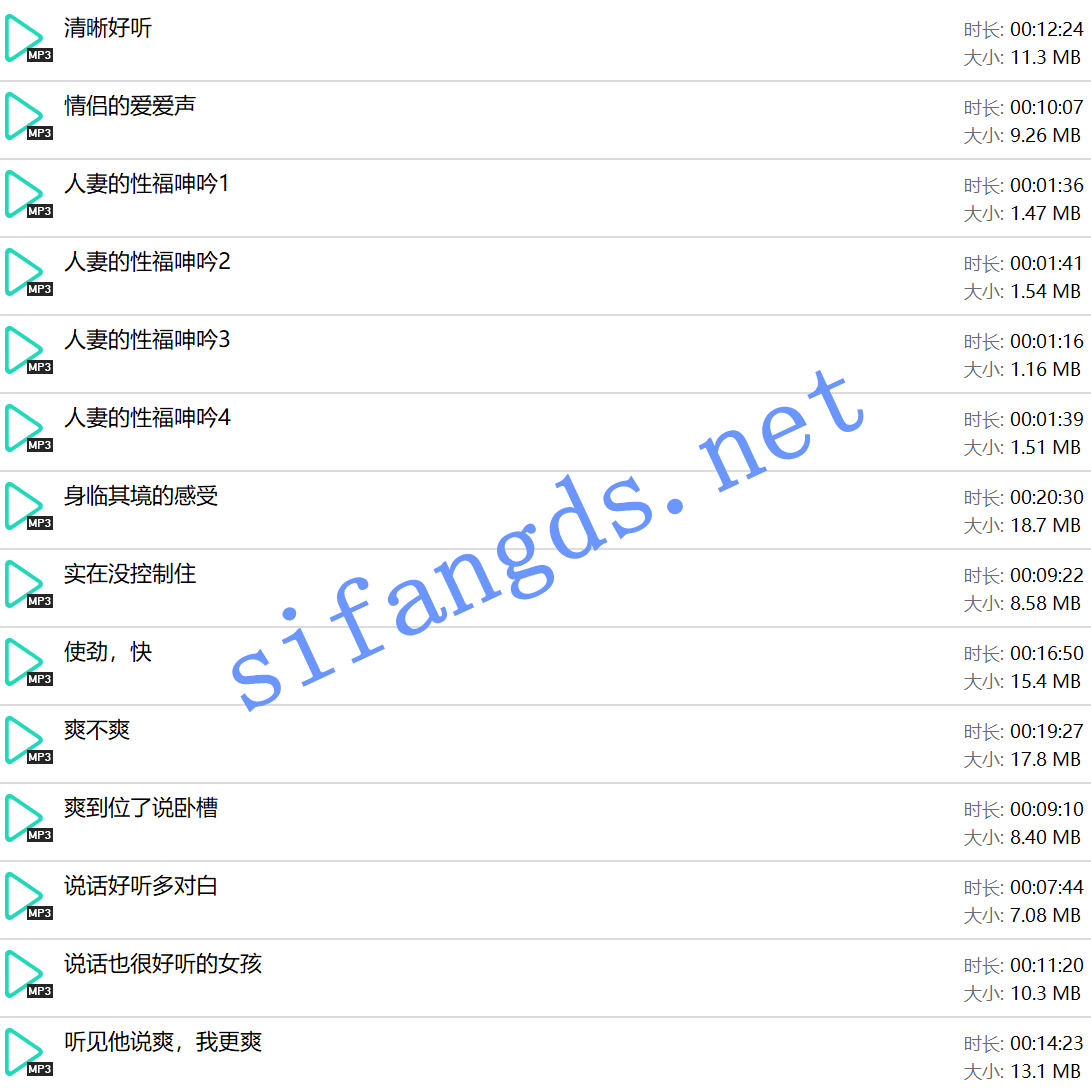 清晰好听
时长: 00:12:24
大小: 11.3 MB
MP3
情侣的爱爱声
时长: 00:10:07
大小: 9.26 MB
MP3
人妻的性福呻吟1
时长: 00:01:36
大小: 1.47 MB
MP3
人妻的性福呻吟2
时长: 00:01:41
大小: 1.54 MB
MP3
人妻的性福呻吟3
时长: 00:01:16
大小: 1.16 MB
MP3
人妻的性福呻吟4
时长: 00:01:39
大小: 1.51 MB
MP3
身临其境的感受
时长: 00:20:30
大小: 18.7 MB
MP3
实在没控制住
时长: 00:09:22
大小: 8.58 MB
MP3
使劲，快
时长: 00:16:50
大小: 15.4 MB
MP3
爽不爽
时长: 00:19:27
大小: 17.8 MB
MP3
爽到位了说卧槽
时长: 00:09:10
大小: 8.40 MB
MP3
说话好听多对白
时长: 00:07:44
大小: 7.08 MB
MP3
说话也很好听的女孩
时长: 00:11:20
大小: 10.3 MB
MP3
听见他说爽，我更爽
时长: 00:14:23
大小: 13.1 MB
MP3
sifangds.net